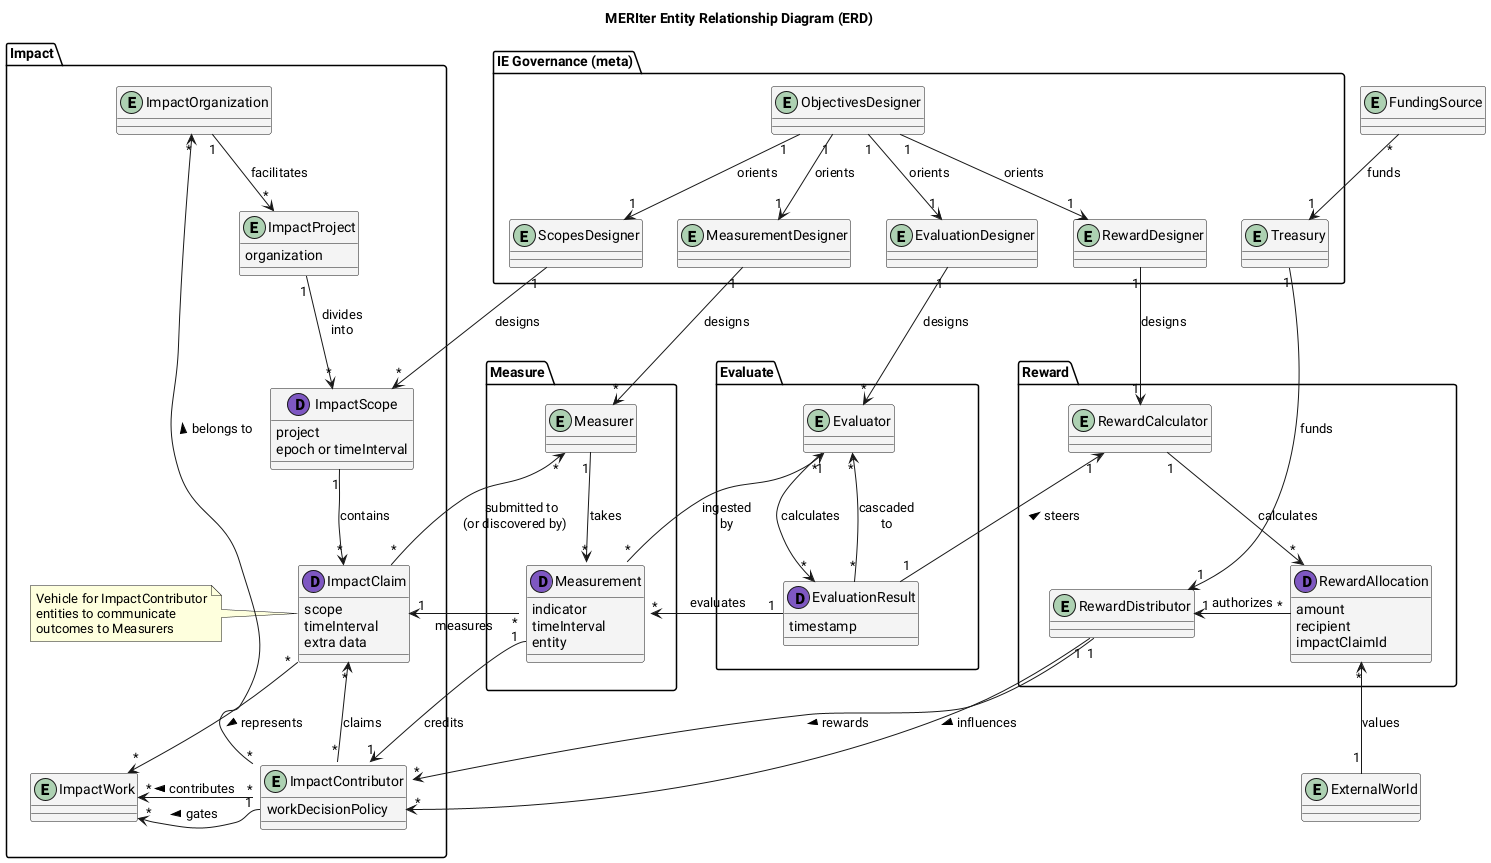 MERIter Entity Relationship Diagram (ERD)
Impact
IE Governance (meta)
E ImpactOrganization
E ObjectivesDesigner
E FundingSource
* 1
1 1 1 1
*
facilitates
orients
orients
orients
orients
funds
*
1 1 1 1 1
E ImpactProject
organization
E ScopesDesigner
E MeasurementDesigner
E EvaluationDesigner
E RewardDesigner
E Treasury
1
1 1 1 1 1
divides
into
designs
designs
designs
designs
* *
Measure
Evaluate
Reward
* * 1
D ImpactScope
project
epoch or timeInterval
E Measurer
E Evaluator
E RewardCalculator
belongs to
funds
1
* 1
* 1 *
1 1
contains
submitted to
(or discovered by)
takes
ingested
by
calculates
cascaded
to
steers
calculates
* * * * * * 1 * 1
D ImpactClaim
scope
timeInterval
extra data
Vehicle for ImpactContributor
entities to communicate
outcomes to Measurers
D Measurement
indicator
timeInterval
entity
D EvaluationResult
timestamp
E RewardDistributor
D RewardAllocation
amount
recipient
impactClaimId
1 measures *
* evaluates 1
1 authorizes *
1
* * 1 1 *
represents
claims
credits
rewards
influences
values
* * * 1 * 1
E ImpactWork
E ImpactContributor
workDecisionPolicy
E ExternalWorld
* contributes *
1 *
* gates